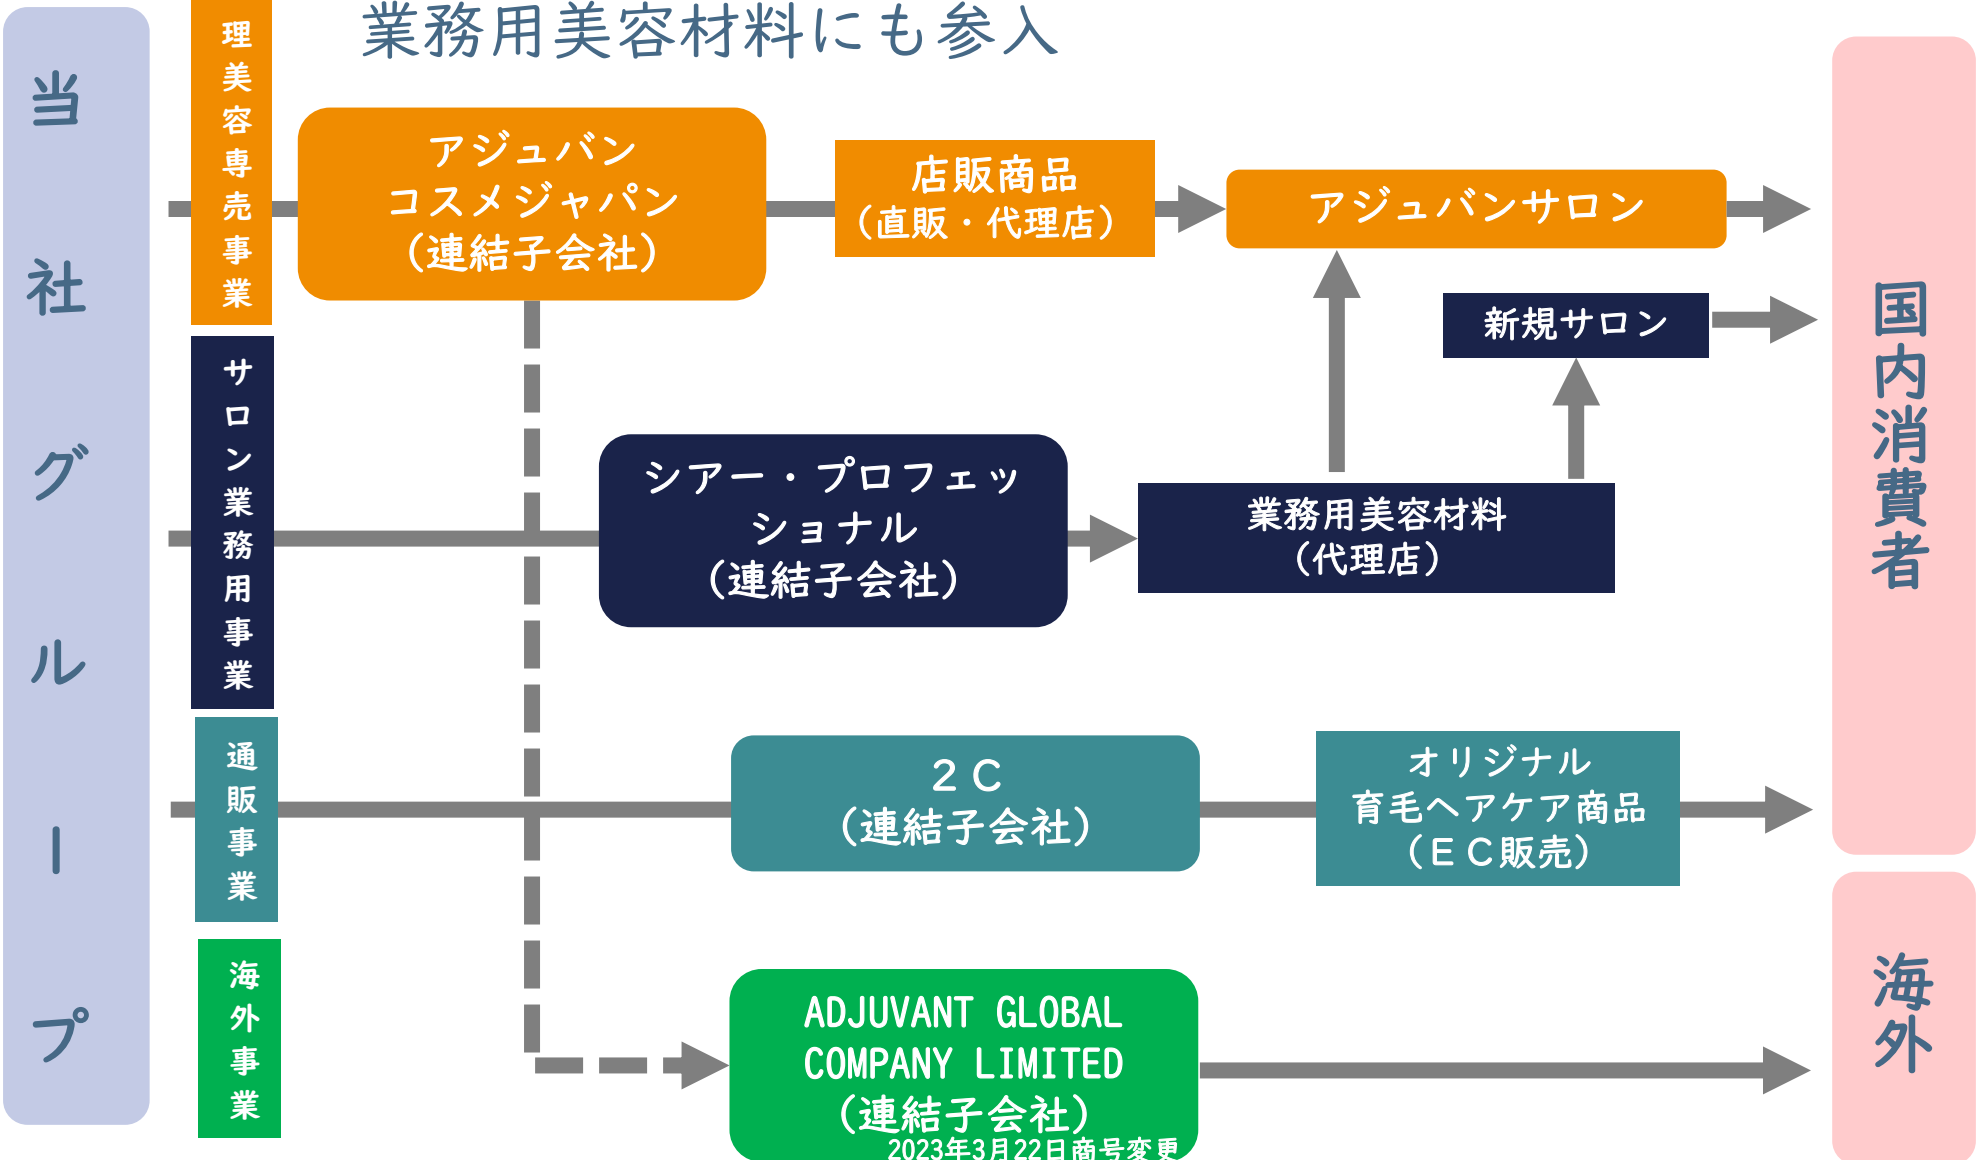 業務用美容材料にも参入
当社グループ
理美容専売事業
アジュバン
コスメジャパン
（連結子会社）
店販商品
（直販・代理店）
アジュバンサロン
新規サロン
サロン業務用事業
シアー・プロフェッ
ショナル
（連結子会社）
業務用美容材料
（代理店）
国内消費者
通販事業
２Ｃ
（連結子会社）
オリジナル
育毛ヘアケア商品
（ＥＣ販売）
海外事業
ADJUVANT GLOBAL
COMPANY LIMITED
（連結子会社）
2023年3月22日商号変更
海外